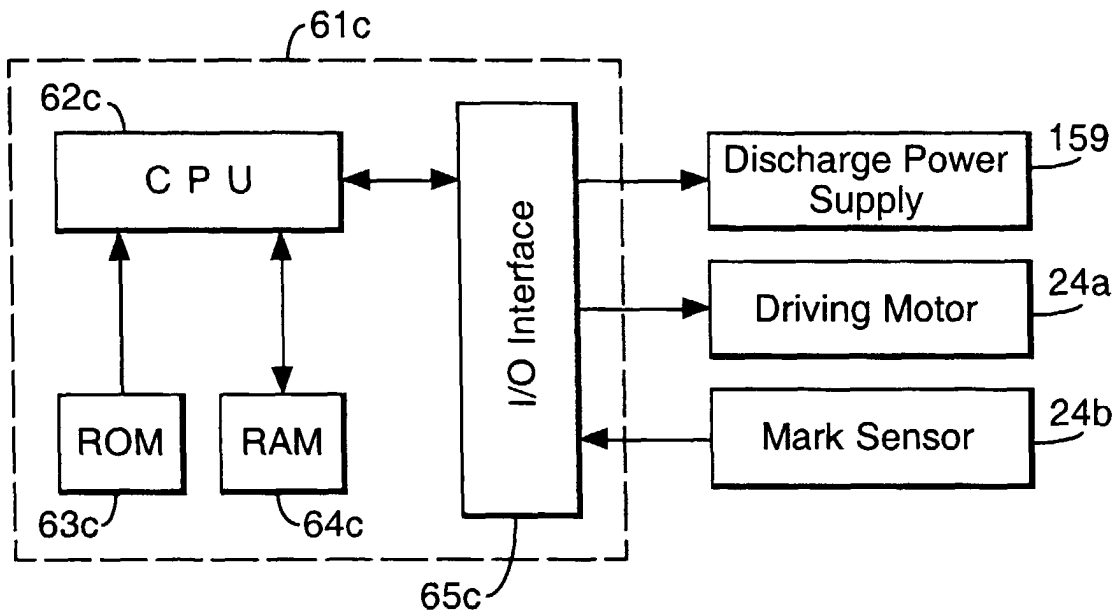 61c
62c
C P U
I/O Interface
Discharge Power
Supply
159
Driving Motor
24a
ROM
RAM
Mark Sensor
24b
63c
64c
65c